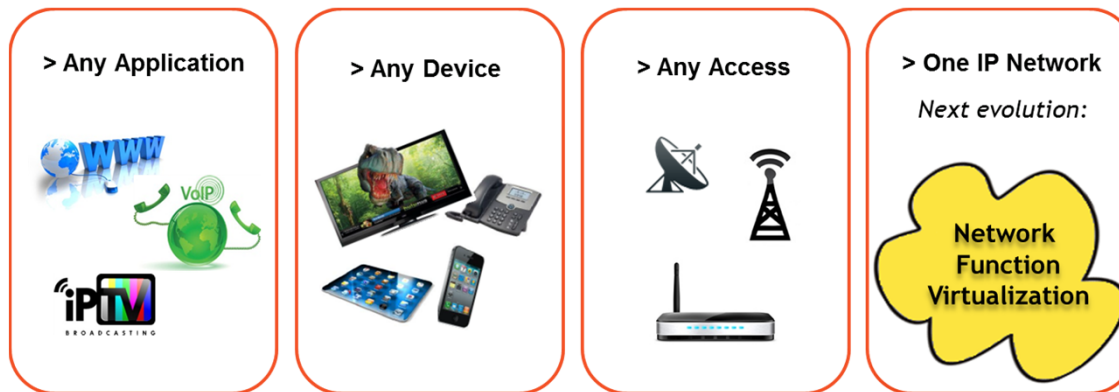 > Any Application
WWW
VoIP
iPTV
BROADCASTING
> Any Device
> Any Access
> One IP Network
Next evolution:
Network
Function
Virtualization